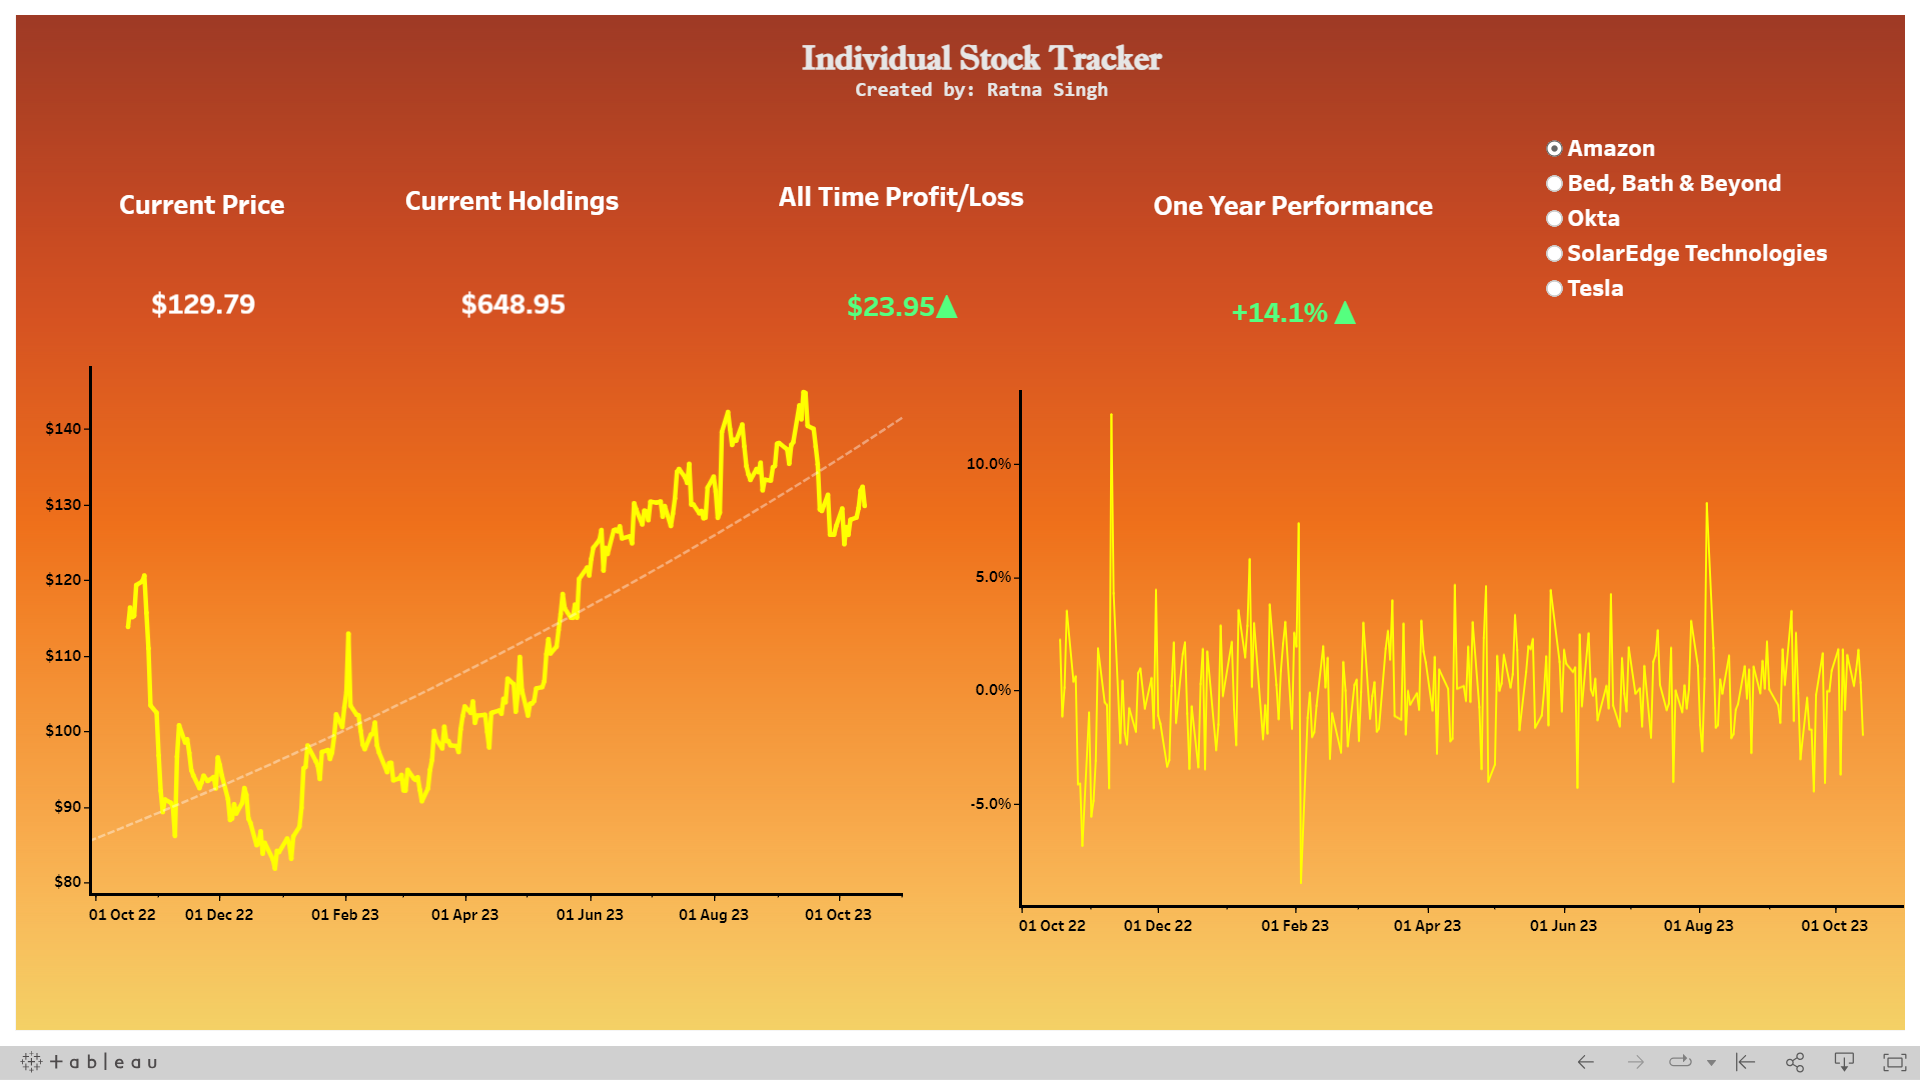 Individual Stock Tracker
Created by: Ratna Singh
Current Price
Current Holdings
All Time Profit/Loss
One Year Performance
$129.79
$648.95
$23.95▲
+14.1% ▲
Amazon
Bed, Bath & Beyond
Okta
SolarEdge Technologies
Tesla
$140
$130
$120
$110
$100
$90
$80
01 Oct 22 01 Dec 22 01 Feb 23 01 Apr 23 01 Jun 23 01 Aug 23 01 Oct 23
10.0%
5.0%
0.0%
-5.0%
01 Oct 22 01 Dec 22 01 Feb 23 01 Apr 23 01 Jun 23 01 Aug 23 01 Oct 23
tableau